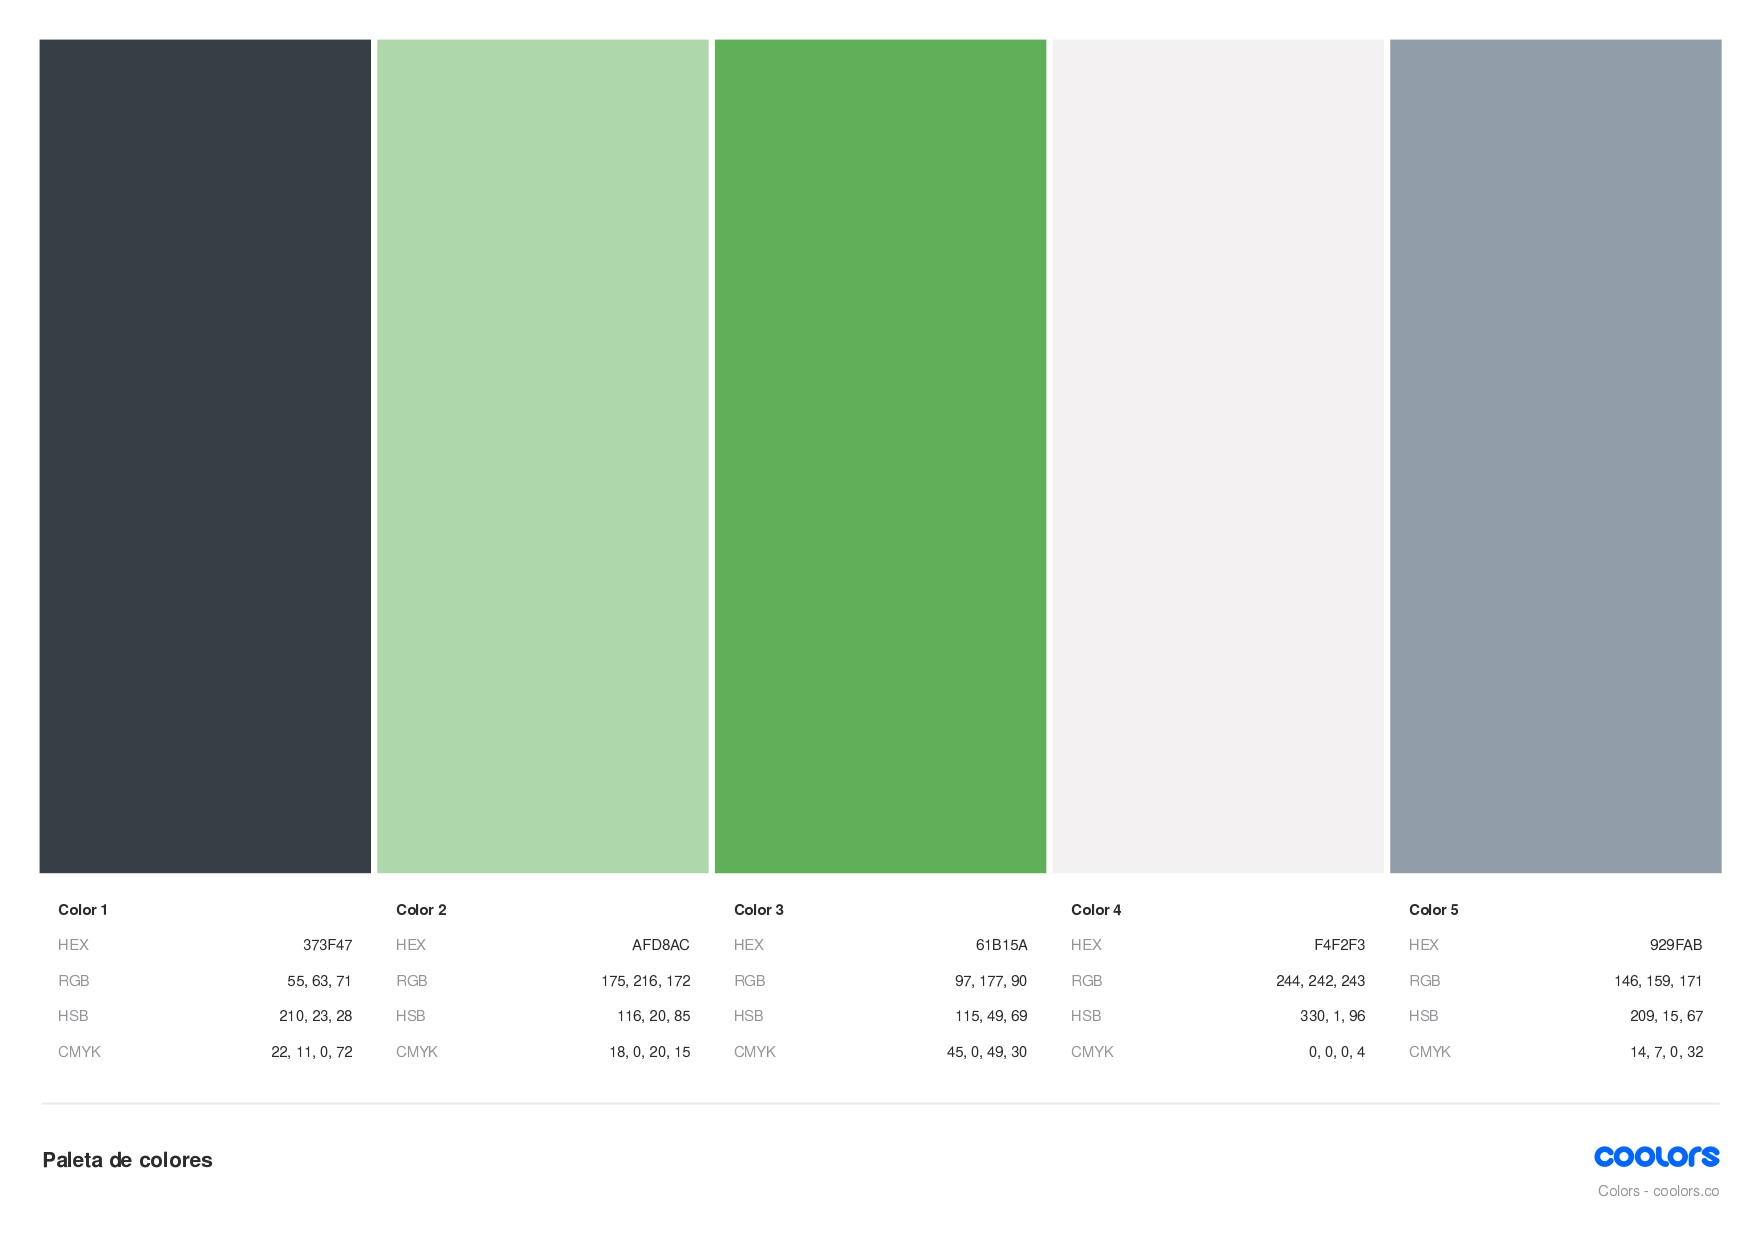 Color 1
HEX 373F47
RGB 55, 63, 71
HSB 210, 23, 28
CMYK 22, 11, 0, 72
Color 2
HEX AFD8AC
RGB 175, 216, 172
HSB 116, 20, 85
CMYK 18, 0, 20, 15
Color 3
HEX 61B15A
RGB 97, 177, 90
HSB 115, 49, 69
CMYK 45, 0, 49, 30
Color 4
HEX F4F2F3
RGB 244, 242, 243
HSB 330, 1, 96
CMYK 0, 0, 0, 4
Color 5
HEX 929FAB
RGB 146, 159, 171
HSB 209, 15, 67
CMYK 14, 7, 0, 32
Paleta de colores
coolors
Colors - coolors.co